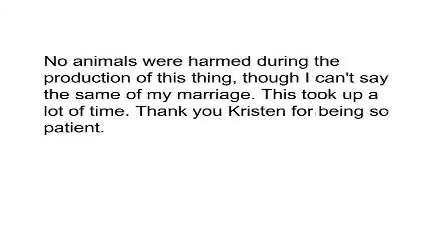 No animals were harmed during the
production of this thing, though I can't say
the same of my marriage. This took up a
lot of time. Thank you Kristen for being so
patient.